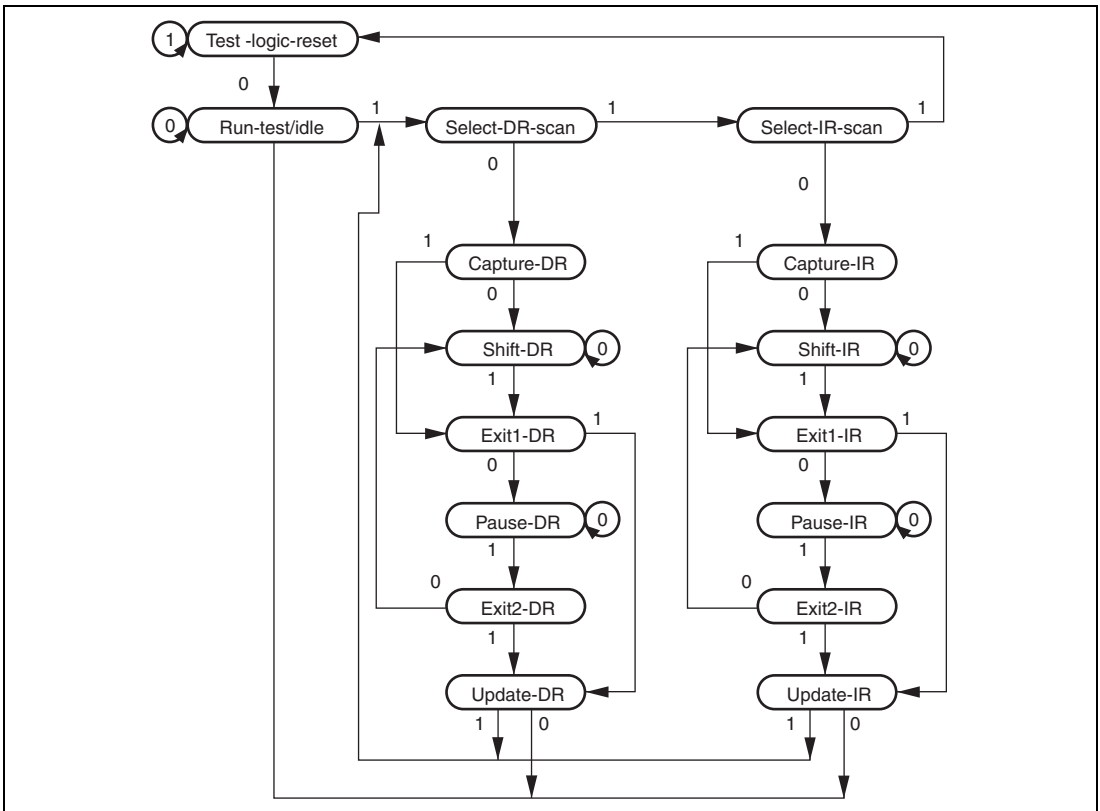 1 Test -logic-reset
0
0 Run-test/idle 1 Select-DR-scan 1 Select-IR-scan 1
0 0
1 Capture-DR 1 Capture-IR
0 0
Shift-DR 0 Shift-IR 0
1 1
Exit1-DR 1 Exit1-IR 1
0 0
Pause-DR 0 Pause-IR 0
1 1
0 Exit2-DR 0 Exit2-IR
1 1
Update-DR Update-IR
1 0 1 0